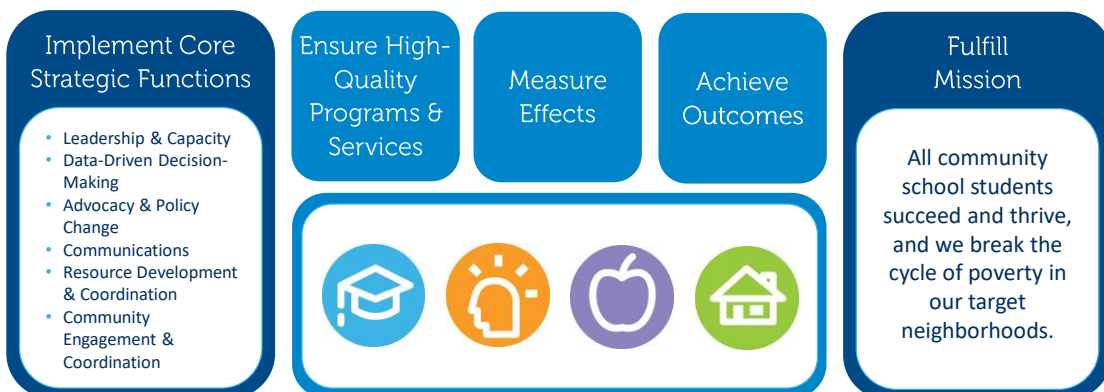 Implement Core
Strategic Functions
• Leadership & Capacity
• Data-Driven Decision-
Making
• Advocacy & Policy
Change
• Communications
• Resource Development
& Coordination
• Community
Engagement &
Coordination
Ensure High-
Quality
Programs &
Services
Measure
Effects
Achieve
Outcomes
Fulfill
Mission
All community
school students
succeed and thrive,
and we break the
cycle of poverty in
our target
neighborhoods.